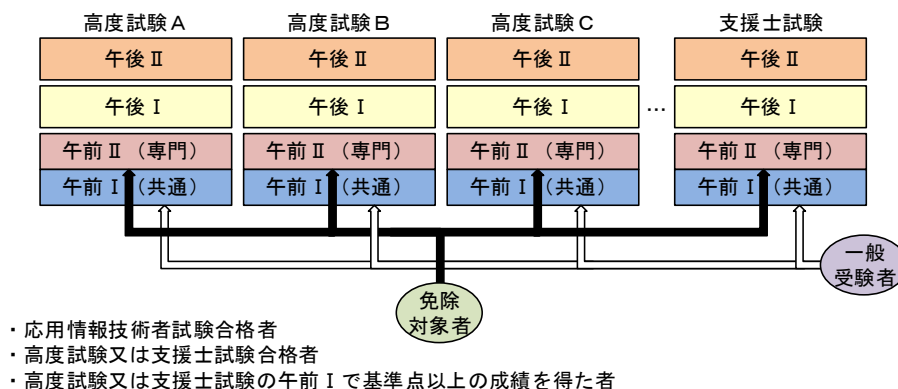 高度試験A 高度試験B 高度試験C 支援士試験
午後Ⅱ 午後Ⅱ 午後Ⅱ 午後Ⅱ
午後Ⅰ 午後Ⅰ 午後Ⅰ … 午後Ⅰ
午前Ⅱ(専門) 午前Ⅱ(専門) 午前Ⅱ(専門) 午前Ⅱ(専門)
午前Ⅰ(共通) 午前Ⅰ(共通) 午前Ⅰ(共通) 午前Ⅰ(共通)
一般
受験者
免除
対象者
・応用情報技術者試験合格者
・高度試験又は支援士試験合格者
・高度試験又は支援士試験の午前Ⅰで基準点以上の成績を得た者